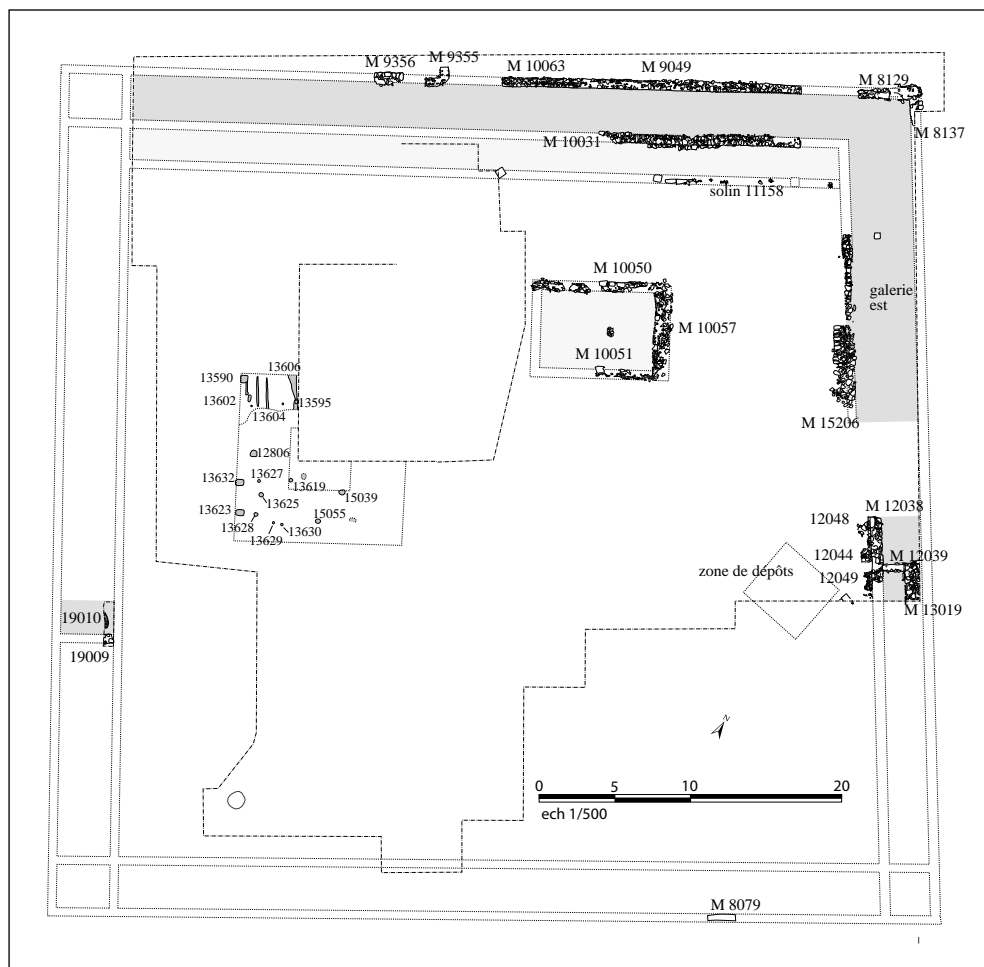 M 9356
M 9355
M 10063
M 9049
M 8129
M 8137
M 10031
solin 11158
M 10050
galerie
est
M 10057
M 10051
13606
13590
13602
13595
13604
M 15206
12806
13627
13632
13619
15039
13625
13623
15055
13628
13630
13629
M 12038
12048
12044
M 12039
zone de dépôts
12049
M 13019
19010
19009
N
0 5 10 20
ech 1/500
M 8079